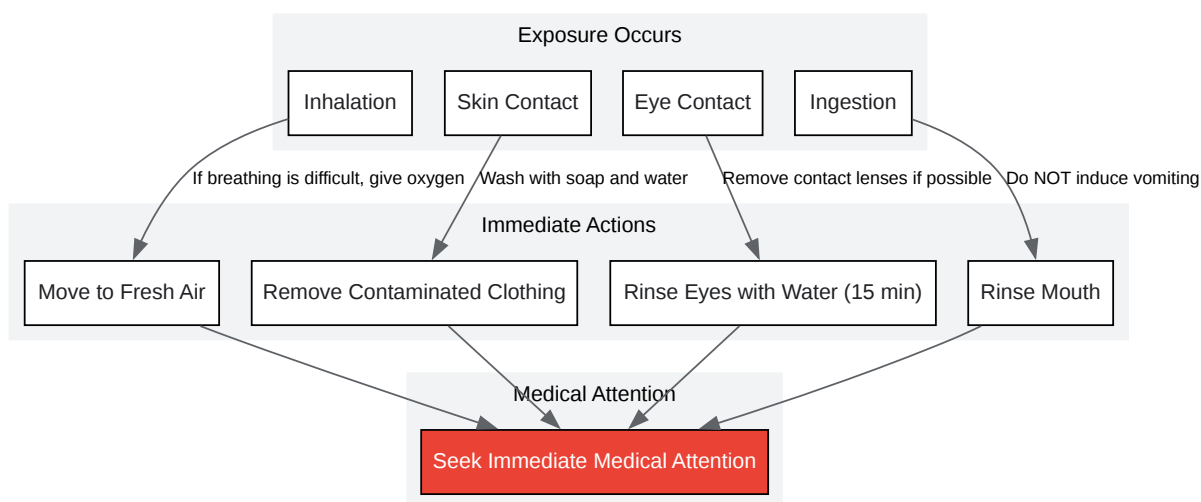 Exposure Occurs
Inhalation
Skin Contact
Eye Contact
Ingestion
If breathing is difficult, give oxygen
Wash with soap and water
Remove contact lenses if possible
Do NOT induce vomiting
Immediate Actions
Move to Fresh Air
Remove Contaminated Clothing
Rinse Eyes with Water (15 min)
Rinse Mouth
Medical Attention
Seek Immediate Medical Attention